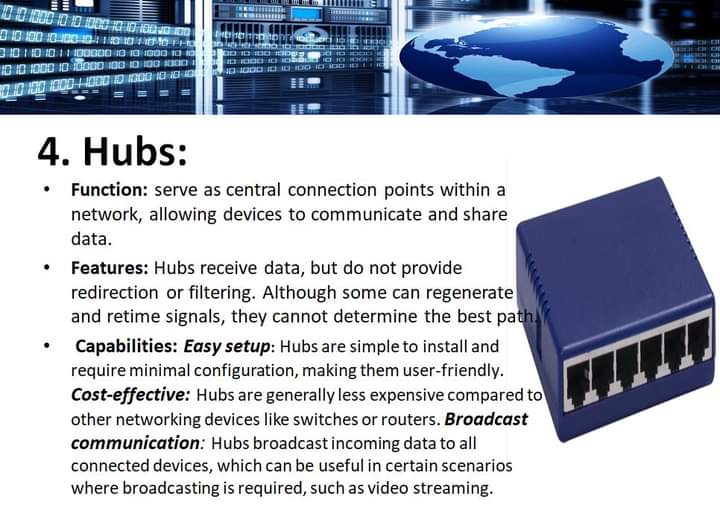 4. Hubs:
• Function: serve as central connection points within a
network, allowing devices to communicate and share
data.
• Features: Hubs receive data, but do not provide
redirection or filtering. Although some can regenerate
and retime signals, they cannot determine the best path.
• Capabilities: Easy setup: Hubs are simple to install and
require minimal configuration, making them user-friendly.
Cost-effective: Hubs are generally less expensive compared to
other networking devices like switches or routers. Broadcast
communication: Hubs broadcast incoming data to all
connected devices, which can be useful in certain scenarios
where broadcasting is required, such as video streaming.